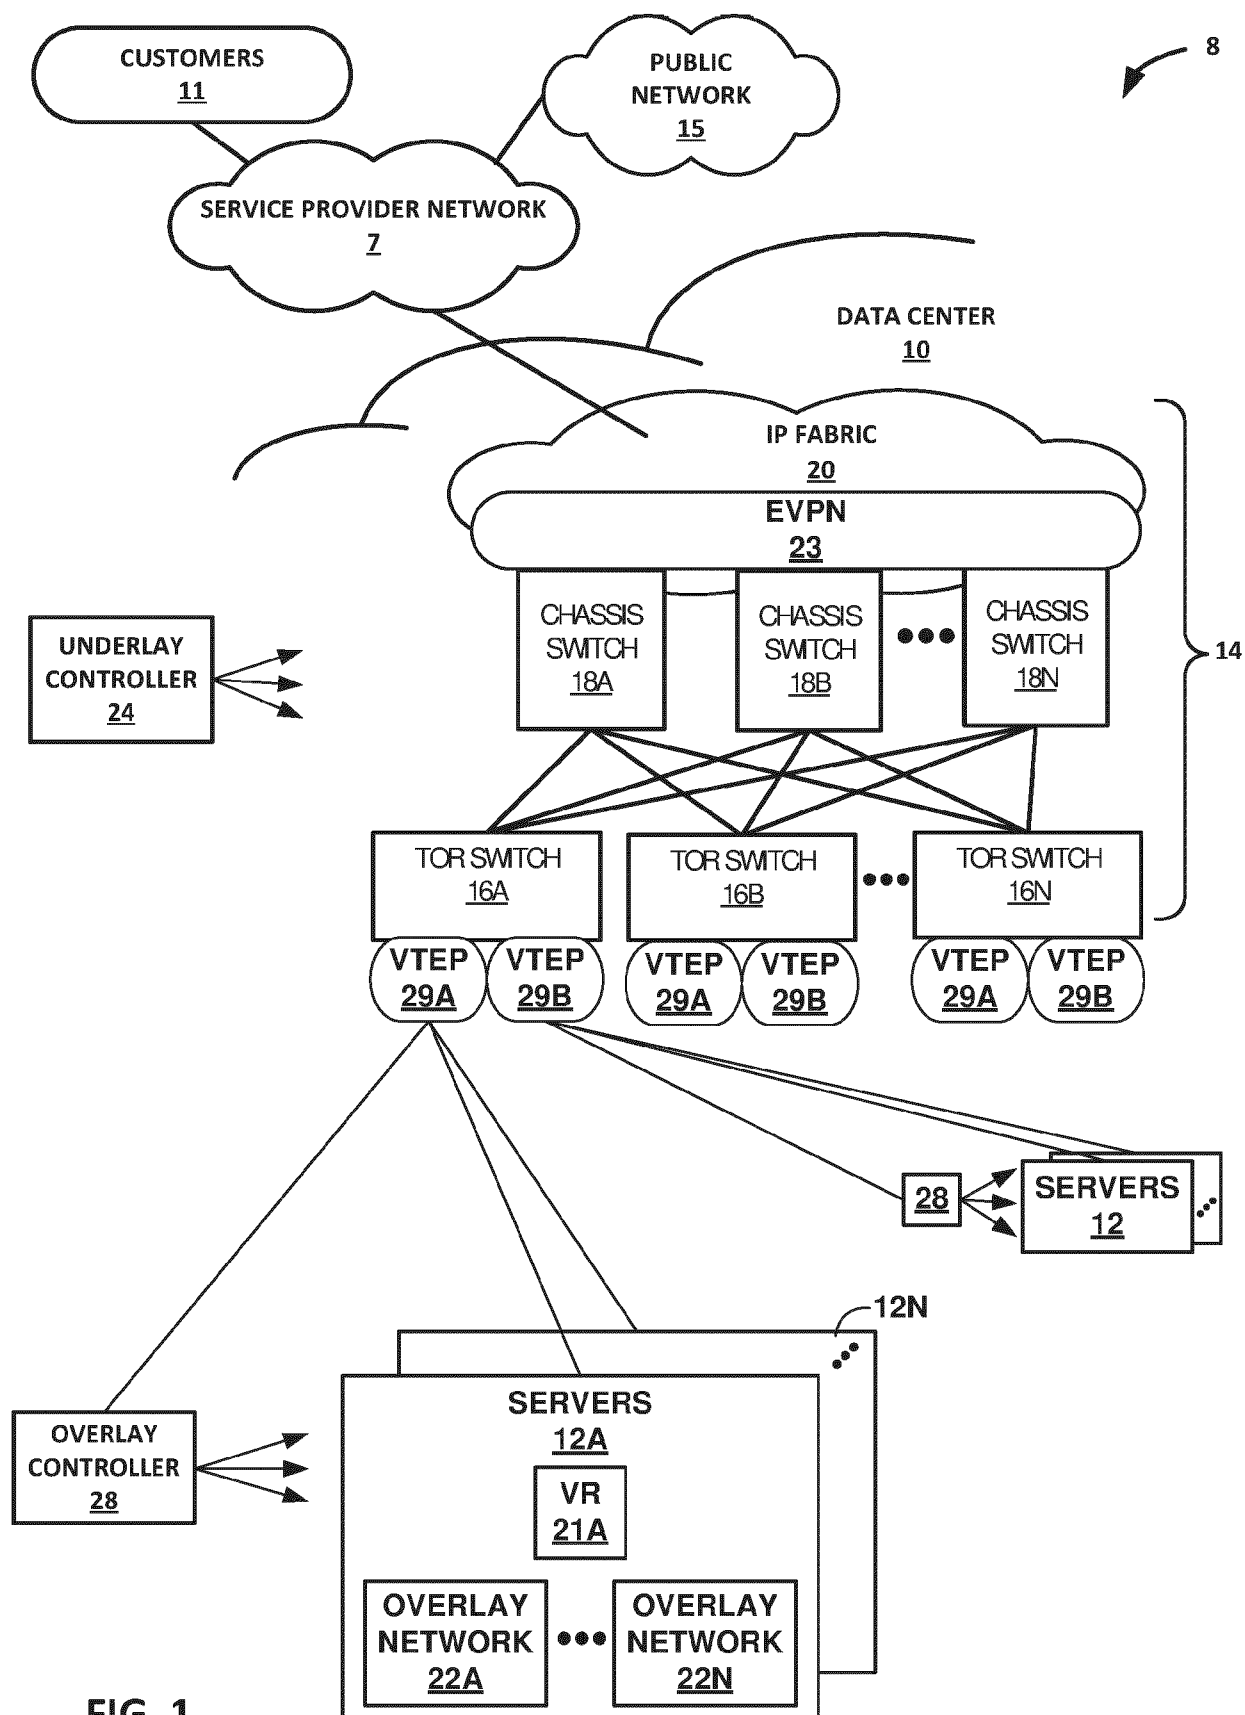 CUSTOMERS
11
PUBLIC
NETWORK
15
8
SERVICE PROVIDER NETWORK
7
DATA CENTER
10
IP FABRIC
20
EVPN
23
CHASSIS
SWITCH
18A
CHASSIS
SWITCH
18B
CHASSIS
SWITCH
18N
UNDERLAY
CONTROLLER
24
14
TOR SWITCH
16A
TOR SWITCH
16B
TOR SWITCH
16N
VTEP
29A
VTEP
29B
VTEP
29A
VTEP
29B
VTEP
29A
VTEP
29B
28
SERVERS
12
12N
SERVERS
12A
OVERLAY
CONTROLLER
28
VR
21A
OVERLAY
NETWORK
22A
OVERLAY
NETWORK
22N
FIG. 1